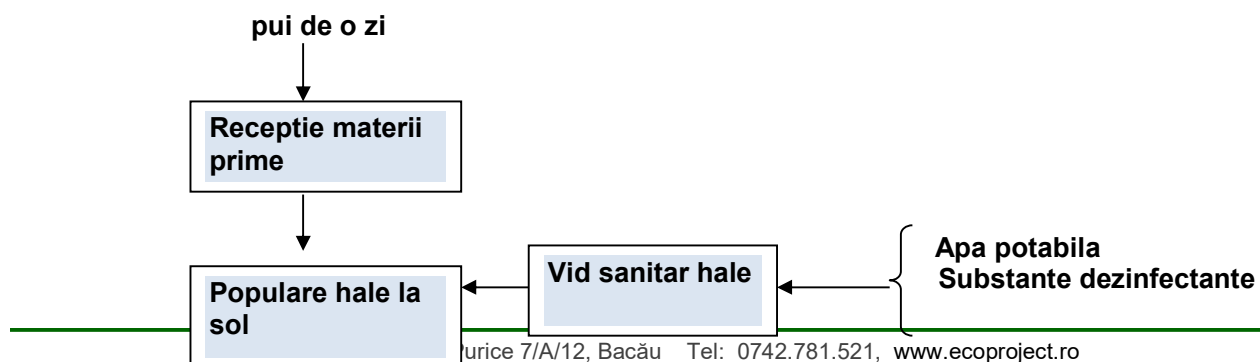 pui de o zi
Receptie materii
prime
Vid sanitar hale
Apa potabila
Substante dezinfectante
Populare hale la
sol
7/A/12, Bacău Tel: 0742.781.521, www.ecoproject.ro